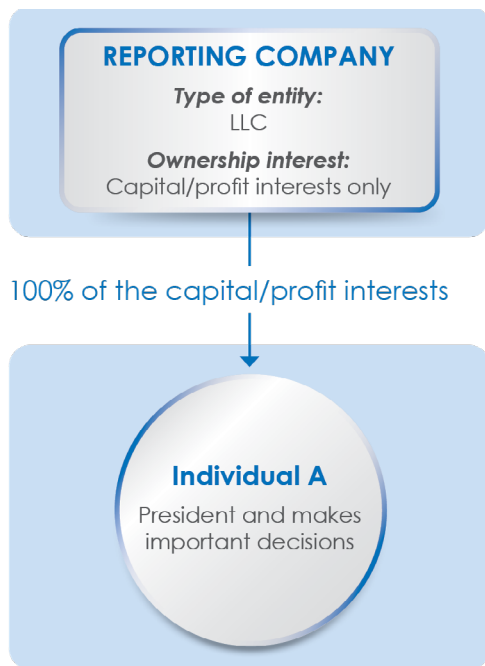 REPORTING COMPANY
Type of entity:
LLC
Ownership interest:
Capital/profit interests only
100% of the capital/profit interests
Individual A
President and makes
important decisions